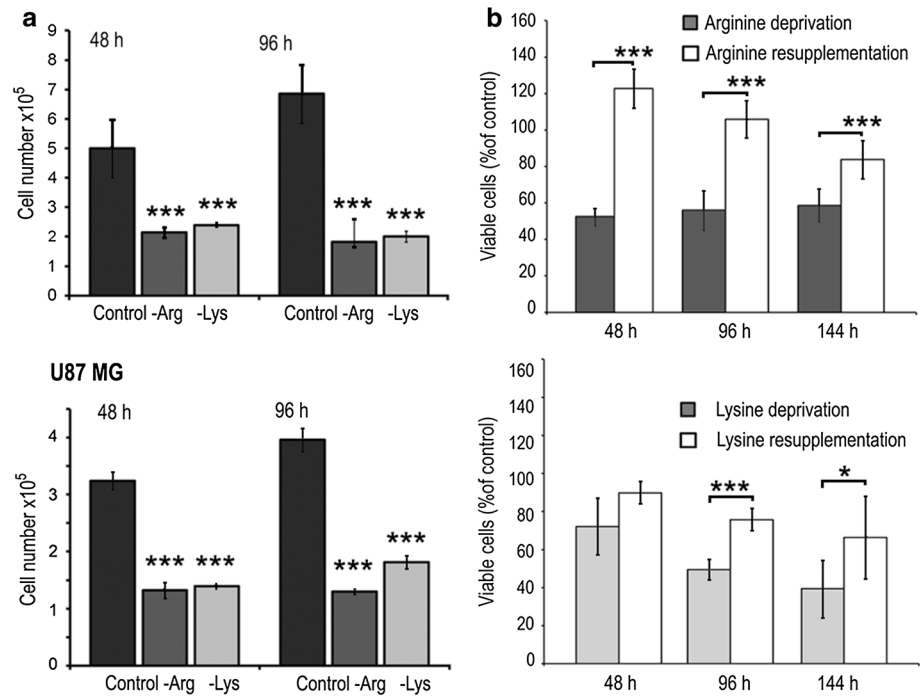 a
48 h
96 h
Cell number x10⁵
9
8
7
6
5
4
3
2
1
0
*** ***
*** ***
Control -Arg -Lys
Control -Arg -Lys
U87 MG
48 h
96 h
Cell number x10⁵
4
3
2
1
0
*** ***
*** ***
Control -Arg -Lys
Control -Arg -Lys
b
Arginine deprivation
Arginine resupplementation
Viable cells (%of control)
160
140
120
100
80
60
40
20
0
***
***
***
48 h
96 h
144 h
Lysine deprivation
Lysine resupplementation
Viable cells (%of control)
160
140
120
100
80
60
40
20
0
***
*
48 h
96 h
144 h